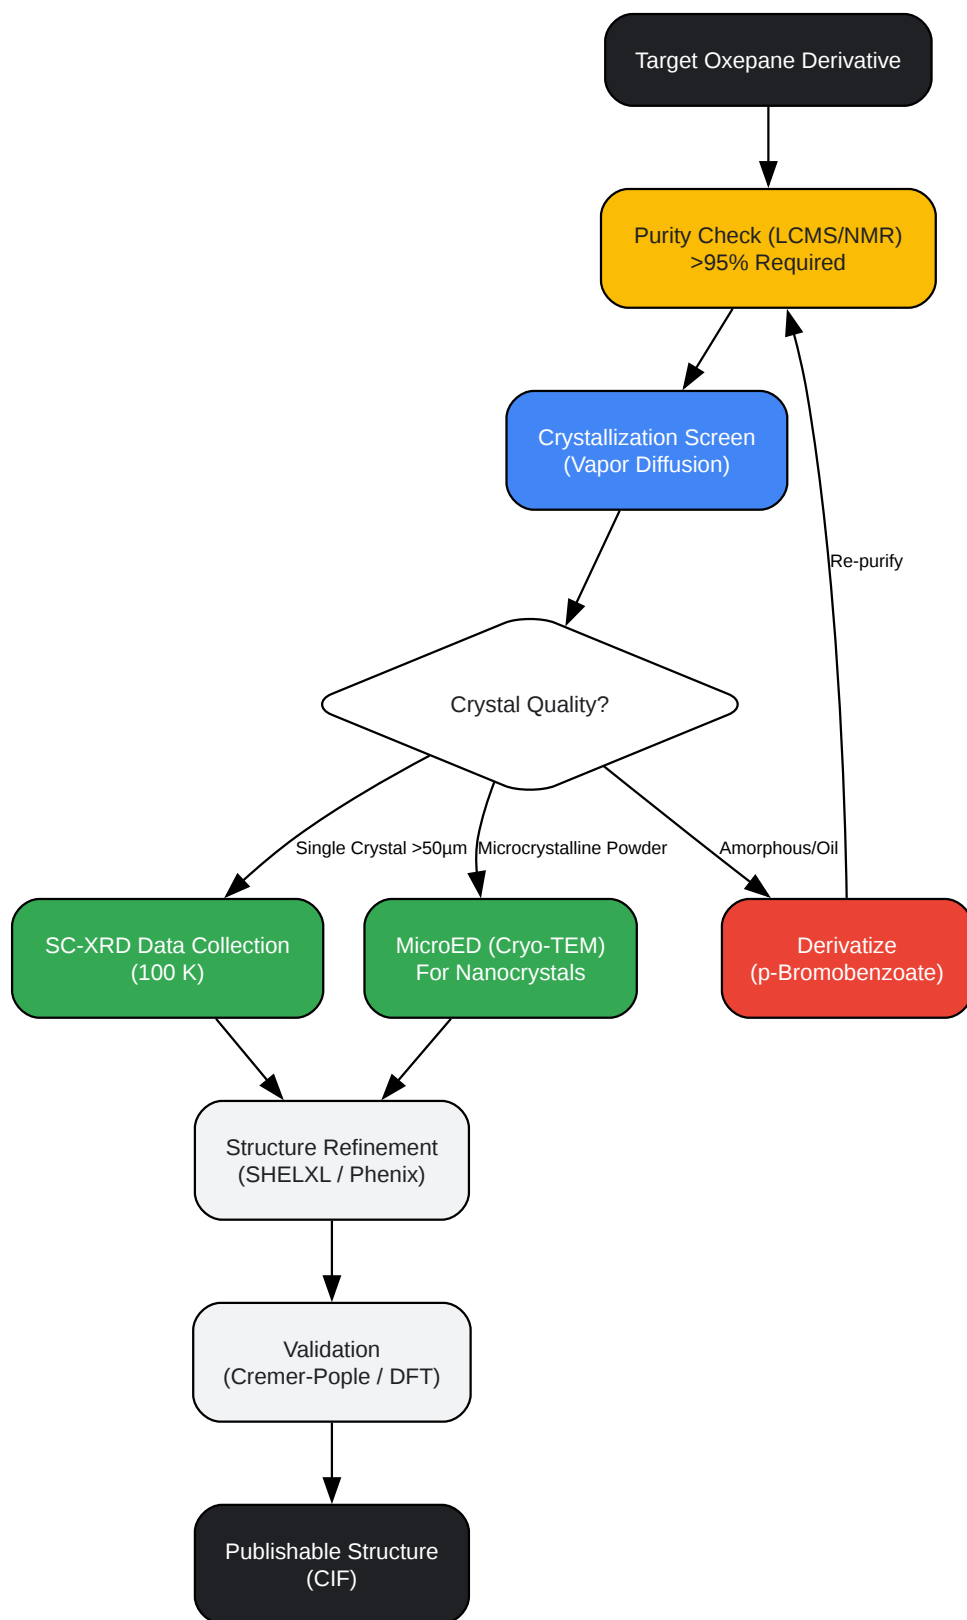 Target Oxepane Derivative
Purity Check (LCMS/NMR)
>95% Required
Crystallization Screen
(Vapor Diffusion)
Re-purify
Crystal Quality?
Single Crystal >50µm
Microcrystalline Powder
Amorphous/Oil
SC-XRD Data Collection
(100 K)
MicroED (Cryo-TEM)
For Nanocrystals
Derivatize
(p-Bromobenzoate)
Structure Refinement
(SHELXL / Phenix)
Validation
(Cremer-Pople / DFT)
Publishable Structure
(CIF)